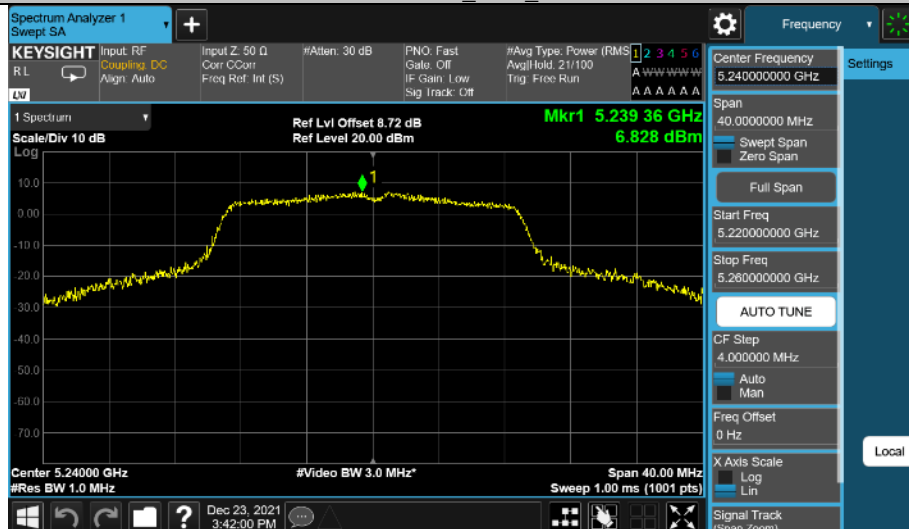 Spectrum Analyzer 1
Swept SA
+
Frequency
KEYSIGHT
R L
LXI
Input: RF
Coupling: DC
Align: Auto
Input Z: 50 Ω
Corr CCorr
Freq Ref: Int (S)
#Atten: 30 dB
PNO: Fast
Gate: Off
IF Gain: Low
Sig Track: Off
#Avg Type: Power (RMS
Avg|Hold: 21/100
Trig: Free Run
1 2 3 4 5 6
A W W W W W
A A A A A A
1 Spectrum
Scale/Div 10 dB
Log
Ref Lvl Offset 8.72 dB
Ref Level 20.00 dBm
Mkr1 5.239 36 GHz
6.828 dBm
1
10.0
0.00
-10.0
-20.0
-30.0
-40.0
-50.0
-60.0
-70.0
Center 5.24000 GHz
#Res BW 1.0 MHz
#Video BW 3.0 MHz*
Span 40.00 MHz
Sweep 1.00 ms (1001 pts)
Dec 23, 2021
3:42:00 PM
?
Center Frequency
5.240000000 GHz
Settings
Span
40.0000000 MHz
Swept Span
Zero Span
Full Span
Start Freq
5.220000000 GHz
Stop Freq
5.260000000 GHz
AUTO TUNE
CF Step
4.000000 MHz
Auto
Man
Freq Offset
0 Hz
Local
X Axis Scale
Log
Lin
Signal Track
(Span Zoom)